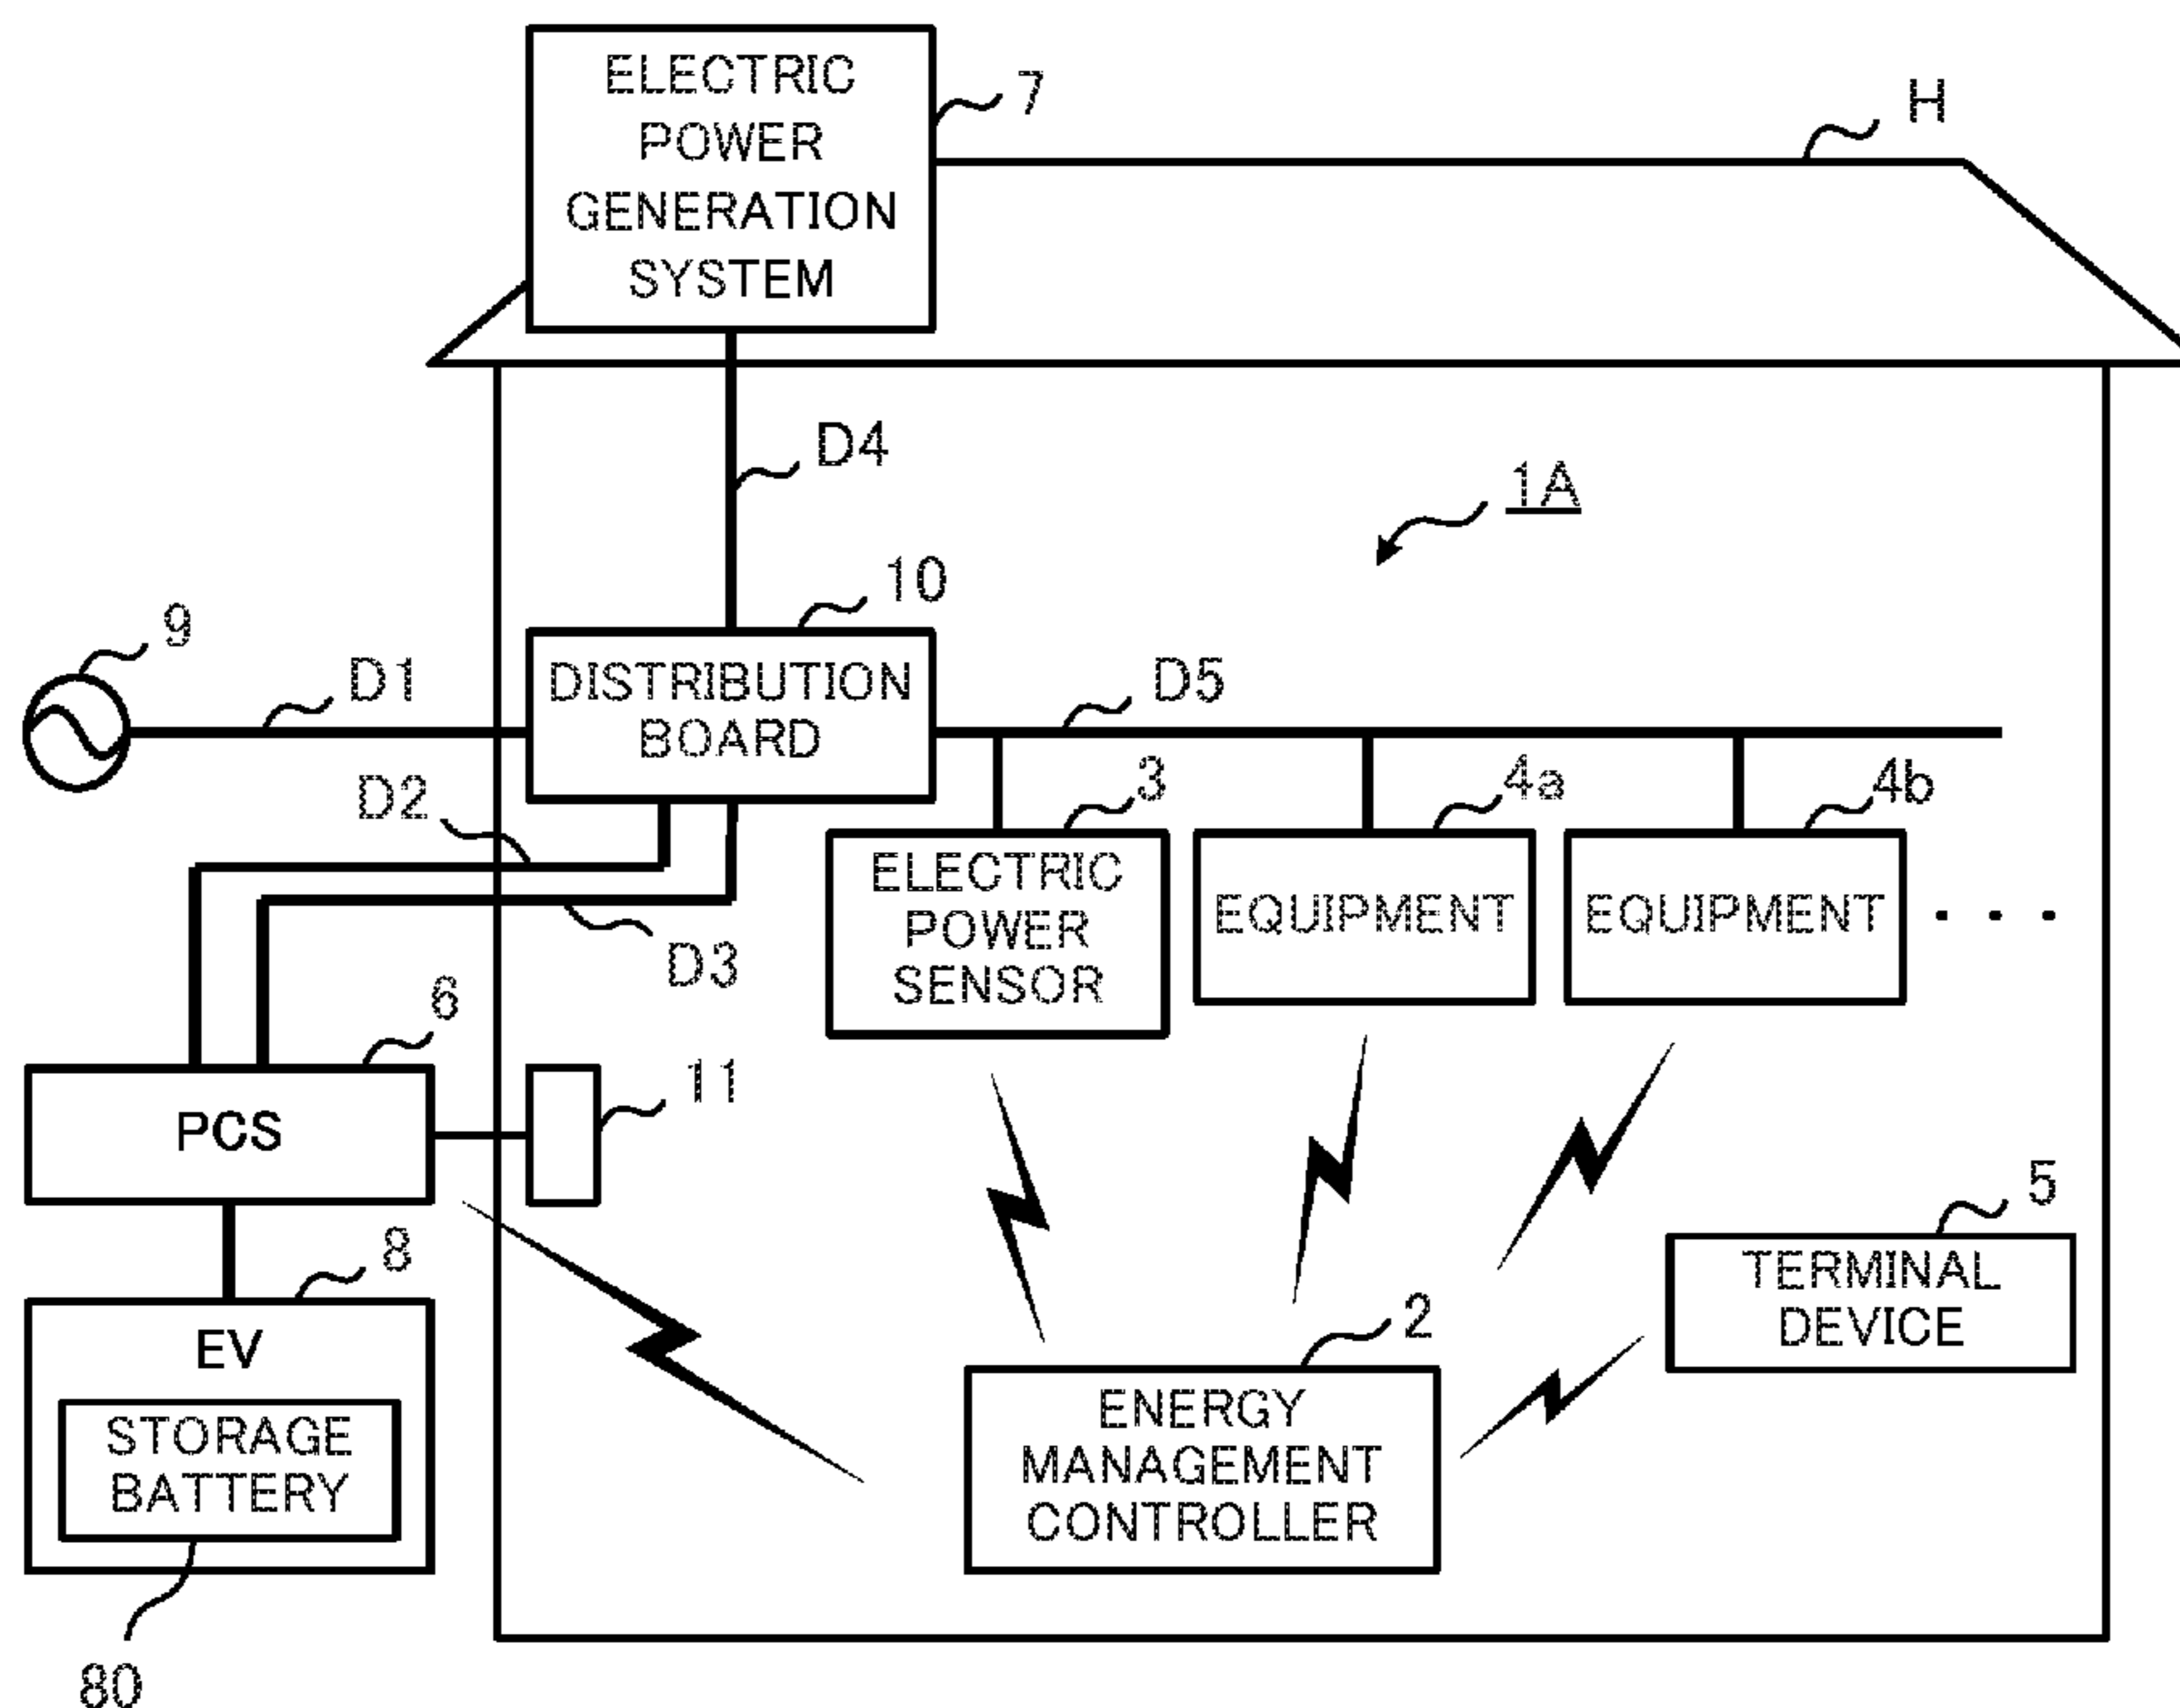 ELECTRIC
POWER
GENERATION
SYSTEM
7
H
D4
1A
10
9
D1
DISTRIBUTION
BOARD
D5
D2
3
4a
4b
ELECTRIC
POWER
SENSOR
EQUIPMENT
EQUIPMENT
. . .
D3
6
PCS
11
5
TERMINAL
DEVICE
8
EV
STORAGE
BATTERY
80
2
ENERGY
MANAGEMENT
CONTROLLER